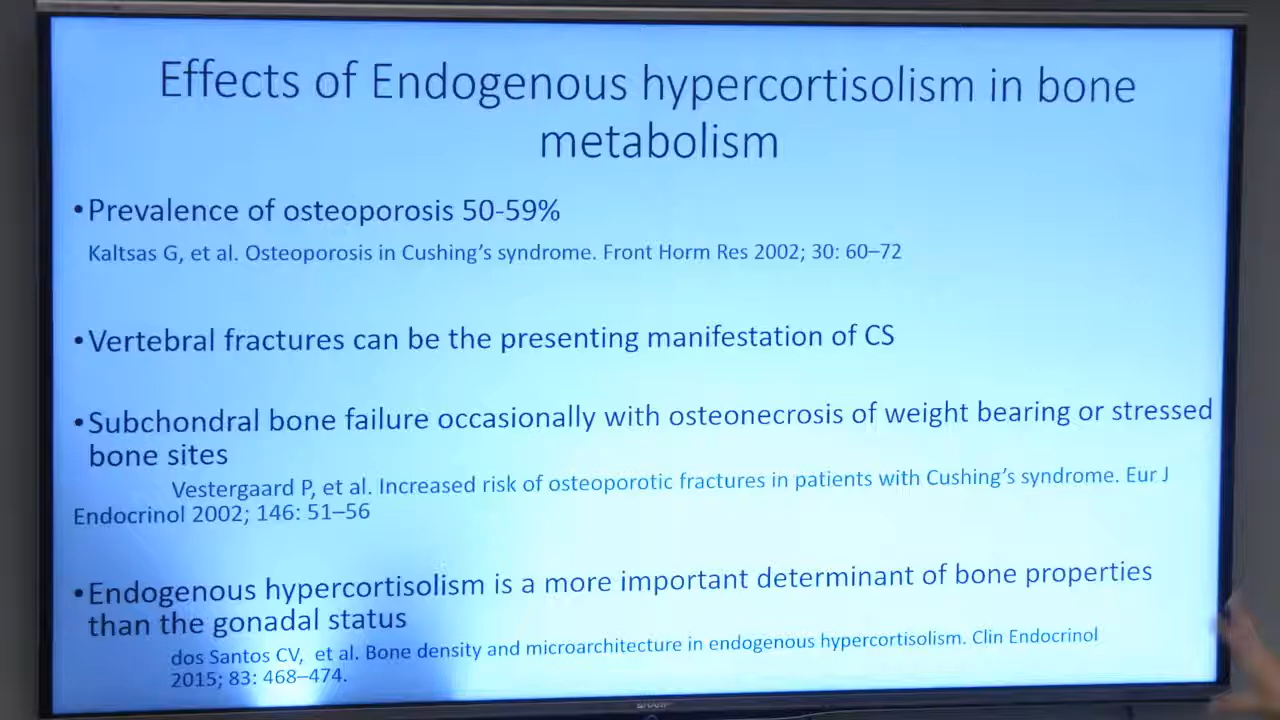 Effects of Endogenous hypercortisolism in bone
metabolism
•Prevalence of osteoporosis 50-59%
Kaltsas G, et al. Osteoporosis in Cushing's syndrome. Front Horm Res 2002; 30: 60–72
•Vertebral fractures can be the presenting manifestation of CS
•Subchondral bone failure occasionally with osteonecrosis of weight bearing or stressed
bone sites
Vestergaard P, et al. Increased risk of osteoporotic fractures in patients with Cushing's syndrome. Eur J
Endocrinol 2002; 146: 51–56
•Endogenous hypercortisolism is a more important determinant of bone properties
than the gonadal status
dos Santos CV, et al. Bone density and microarchitecture in endogenous hypercortisolism. Clin Endocrinol
2015; 83: 468–474.
SHARP